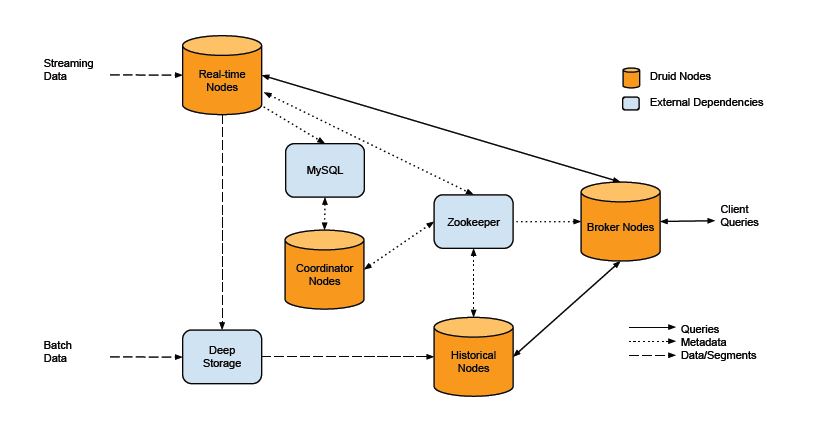 Streaming
Data
Real-time
Nodes
Druid Nodes
External Dependencies
MySQL
Zookeeper
Broker Nodes
Client
Queries
Coordinator
Nodes
Batch
Data
Deep
Storage
Historical
Nodes
Queries
Metadata
Data/Segments